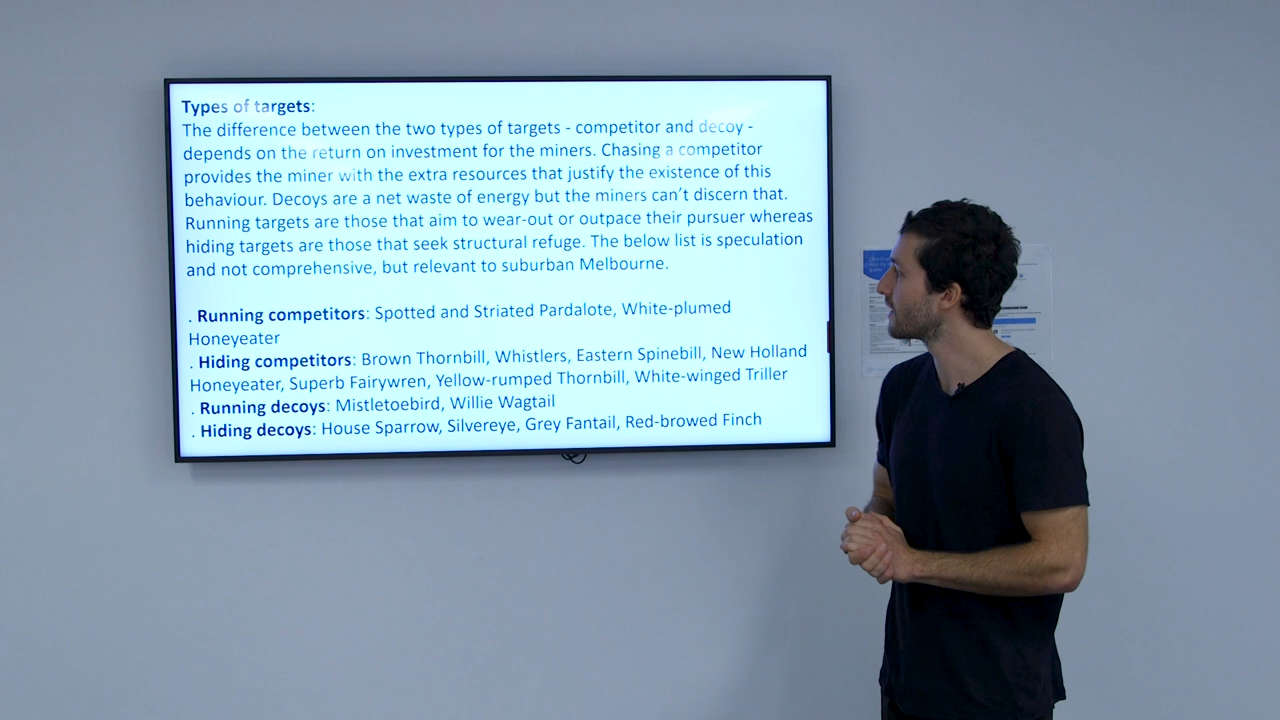 Types of targets:
The difference between the two types of targets - competitor and decoy -
depends on the return on investment for the miners. Chasing a competitor
provides the miner with the extra resources that justify the existence of this
behaviour. Decoys are a net waste of energy but the miners can’t discern that.
Running targets are those that aim to wear-out or outpace their pursuer whereas
hiding targets are those that seek structural refuge. The below list is speculation
and not comprehensive, but relevant to suburban Melbourne.
. Running competitors: Spotted and Striated Pardalote, White-plumed
Honeyeater
. Hiding competitors: Brown Thornbill, Whistlers, Eastern Spinebill, New Holland
Honeyeater, Superb Fairywren, Yellow-rumped Thornbill, White-winged Triller
. Running decoys: Mistletoebird, Willie Wagtail
. Hiding decoys: House Sparrow, Silvereye, Grey Fantail, Red-browed Finch